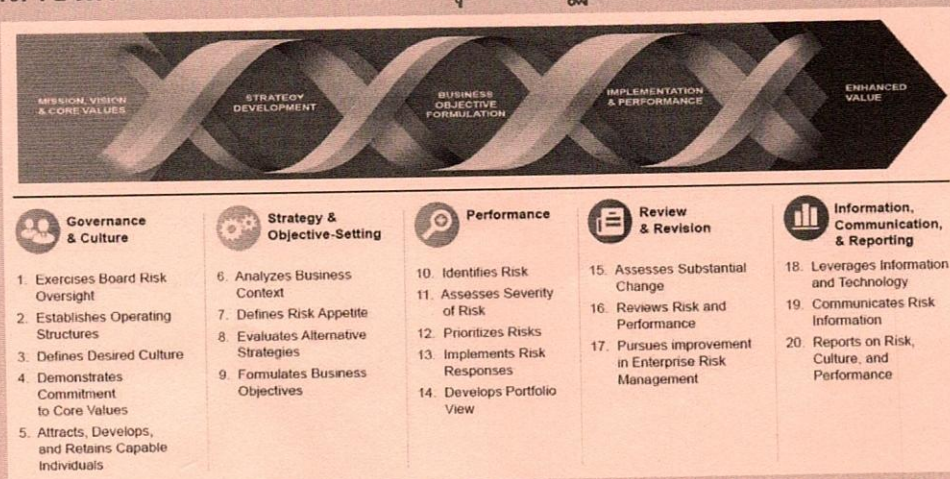 MISSION, VISION
& CORE VALUES
STRATEGY
DEVELOPMENT
BUSINESS
OBJECTIVE
FORMULATION
IMPLEMENTATION
& PERFORMANCE
ENHANCED
VALUE
Governance
& Culture
1. Exercises Board Risk
Oversight
2. Establishes Operating
Structures
3. Defines Desired Culture
4. Demonstrates
Commitment
to Core Values
5. Attracts, Develops,
and Retains Capable
Individuals
Strategy &
Objective-Setting
6. Analyzes Business
Context
7. Defines Risk Appetite
8. Evaluates Alternative
Strategies
9. Formulates Business
Objectives
Performance
10. Identifies Risk
11. Assesses Severity
of Risk
12. Prioritizes Risks
13. Implements Risk
Responses
14. Develops Portfolio
View
Review
& Revision
15. Assesses Substantial
Change
16. Reviews Risk and
Performance
17. Pursues improvement
in Enterprise Risk
Management
Information,
Communication,
& Reporting
18. Leverages Information
and Technology
19. Communicates Risk
Information
20. Reports on Risk,
Culture, and
Performance